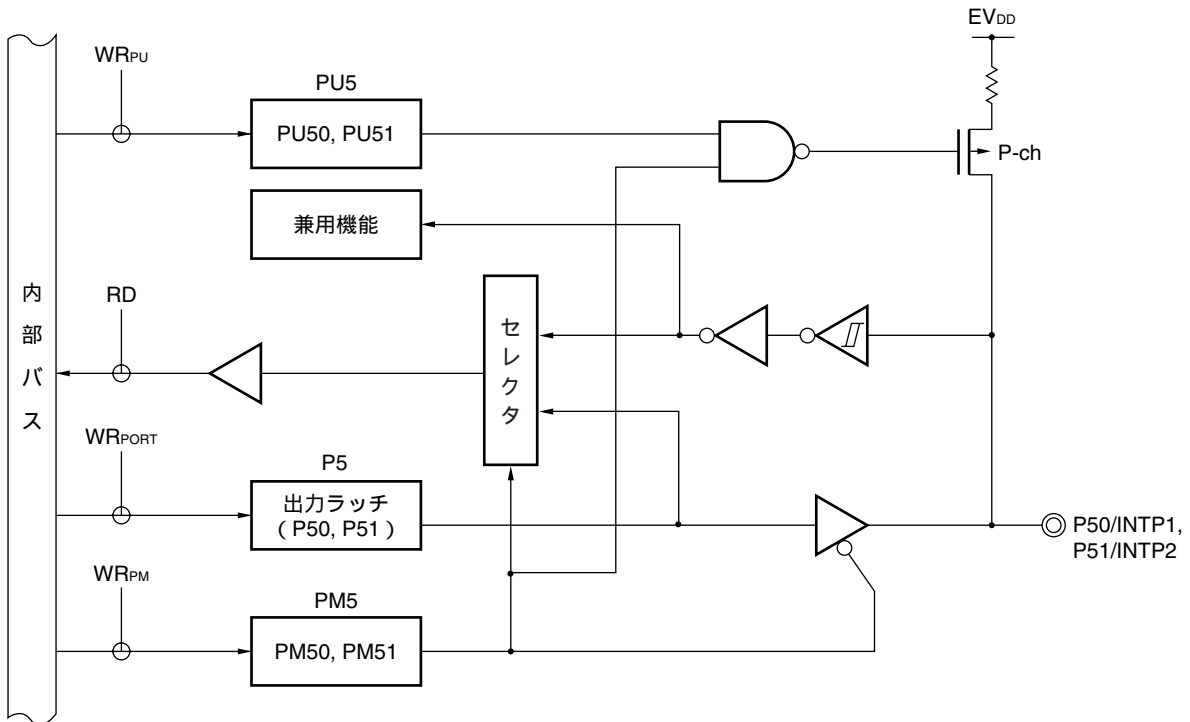 EVDD
WRPU
PU5
PU50, PU51
P-ch
兼用機能
内部バス
RD
セレクタ
WRPORT
P5
出力ラッチ
( P50, P51 )
P50/INTP1,
P51/INTP2
WRPM
PM5
PM50, PM51